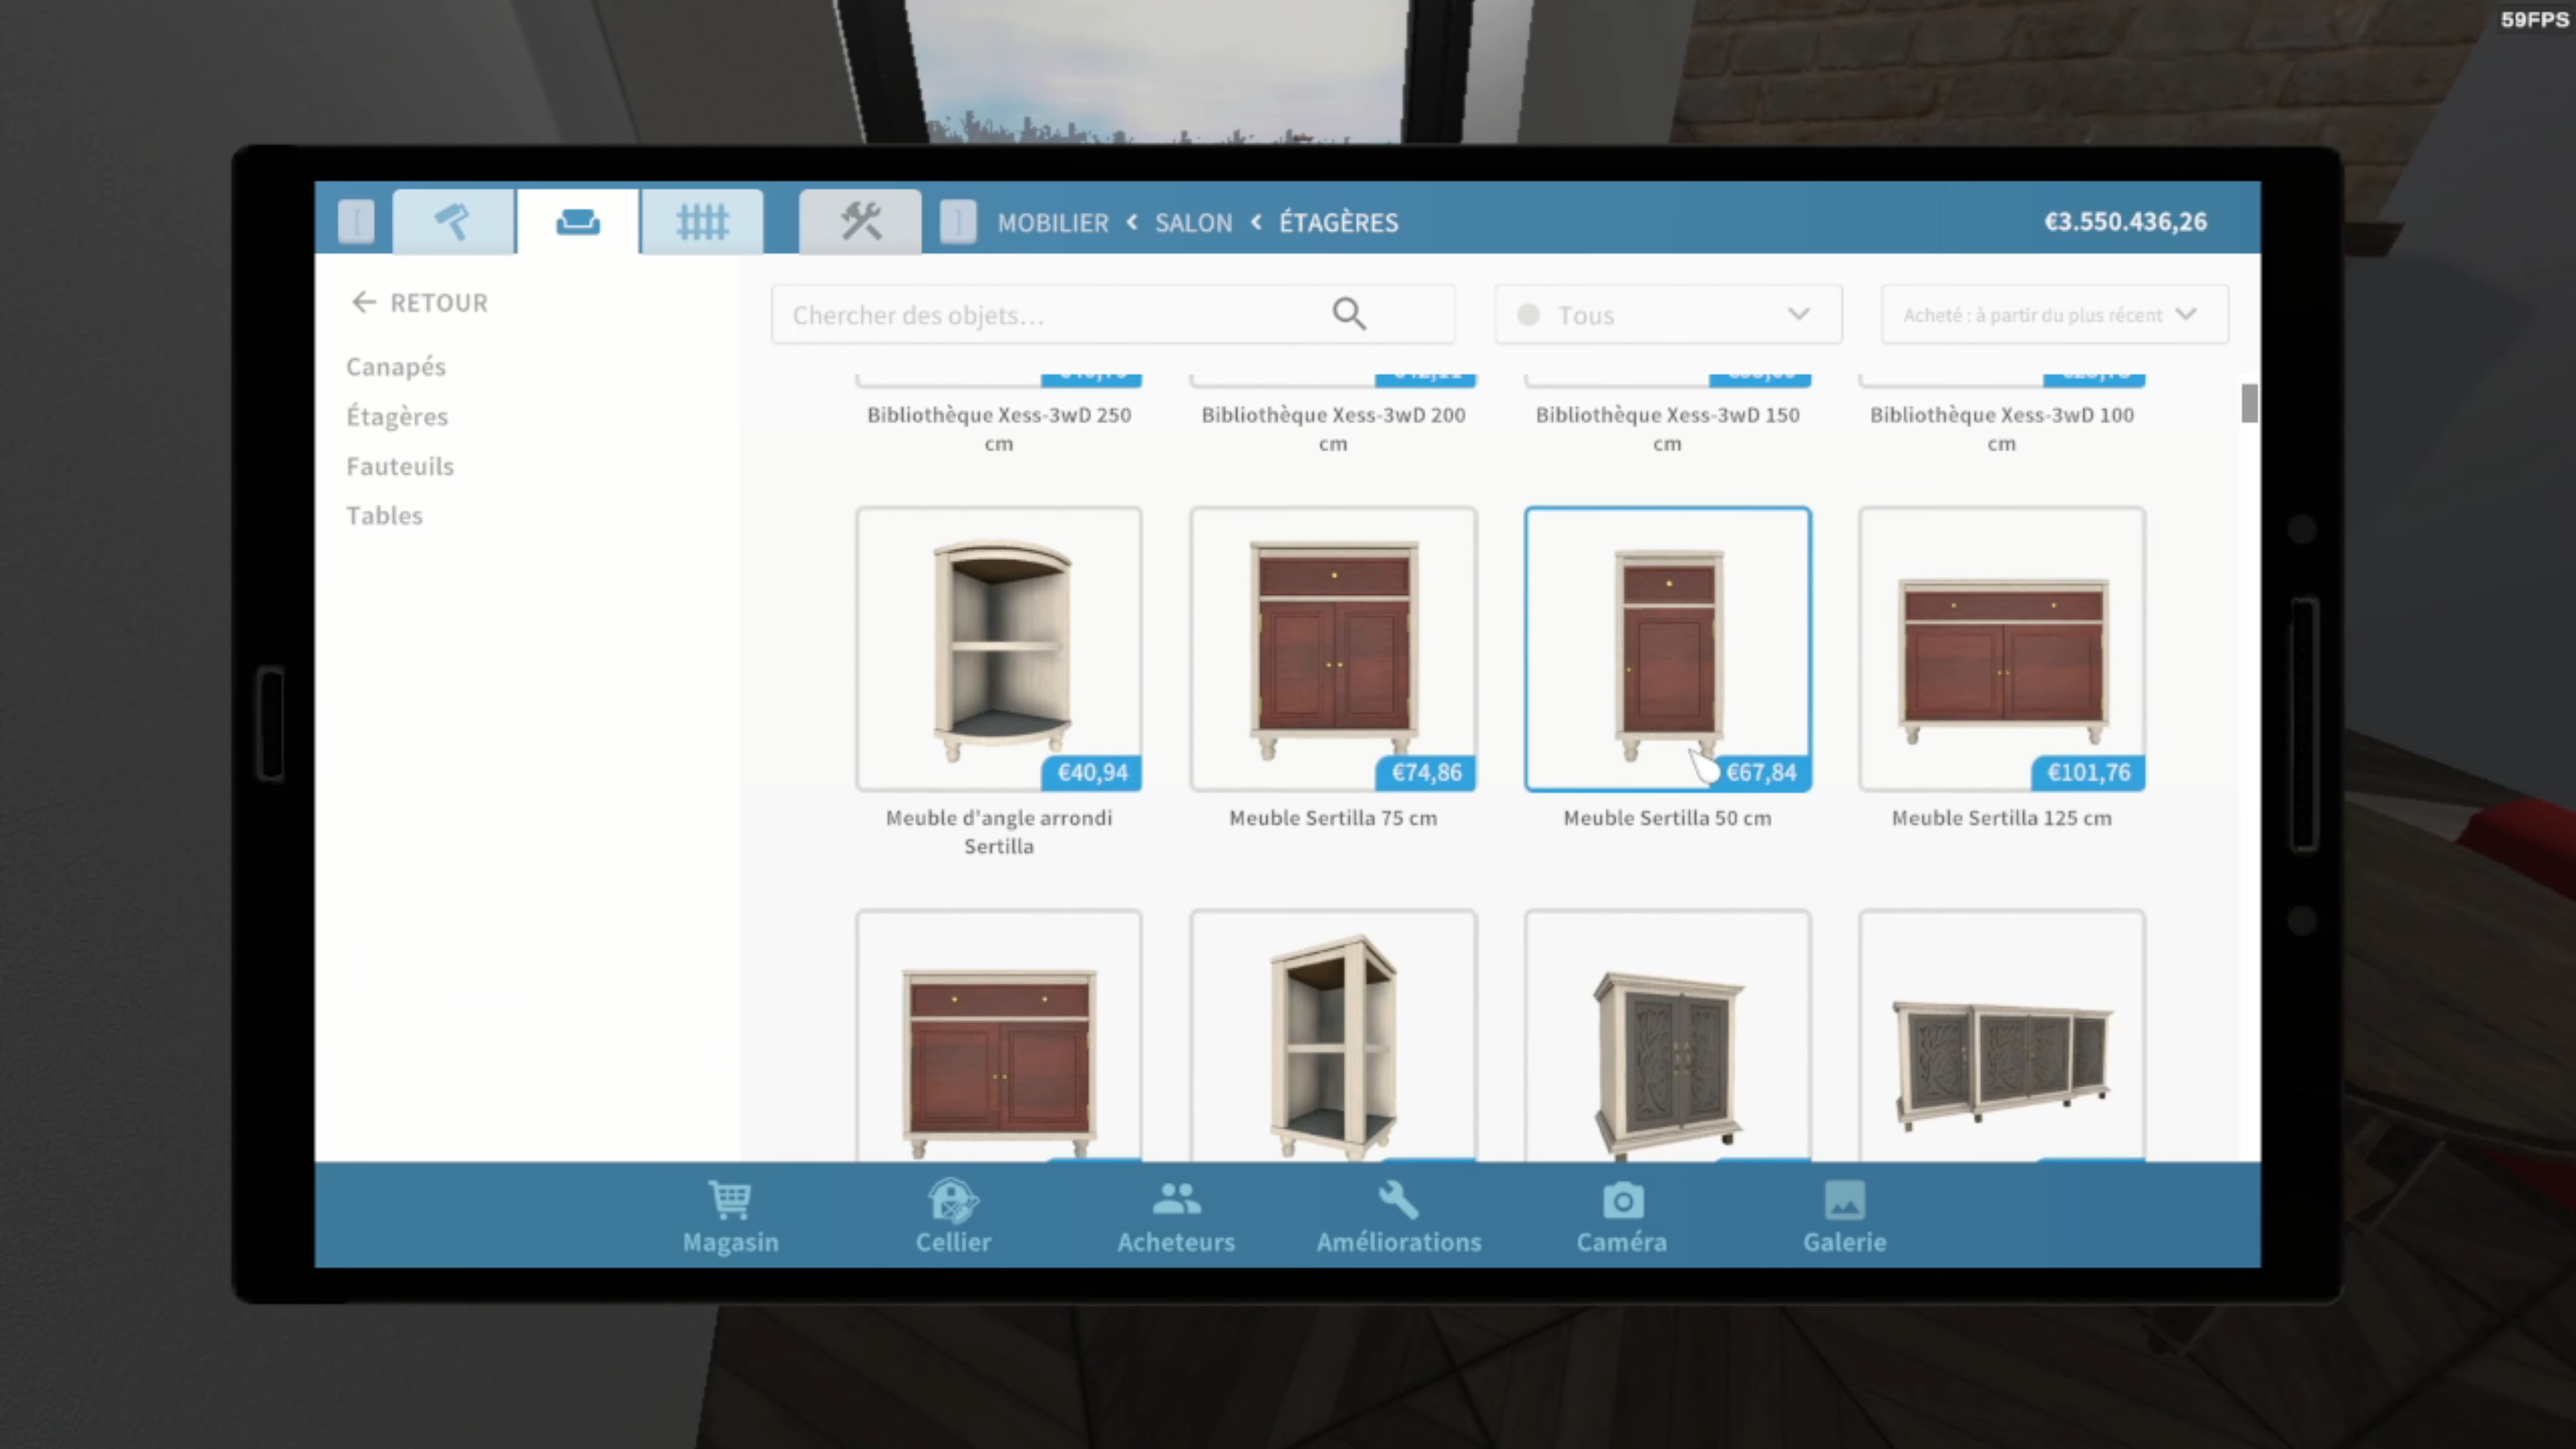 59FPS
[
]
MOBILIER < SALON < ÉTAGÈRES
€3.550.436,26
RETOUR
Canapés
Étagères
Fauteuils
Tables
Chercher des objets...
Tous
Acheté : à partir du plus récent
Bibliothèque Xess-3wD 250
cm
Bibliothèque Xess-3wD 200
cm
Bibliothèque Xess-3wD 150
cm
Bibliothèque Xess-3wD 100
cm
€40,94
€74,86
€67,84
€101,76
Meuble d'angle arrondi
Sertilla
Meuble Sertilla 75 cm
Meuble Sertilla 50 cm
Meuble Sertilla 125 cm
Magasin
Cellier
Acheteurs
Améliorations
Caméra
Galerie